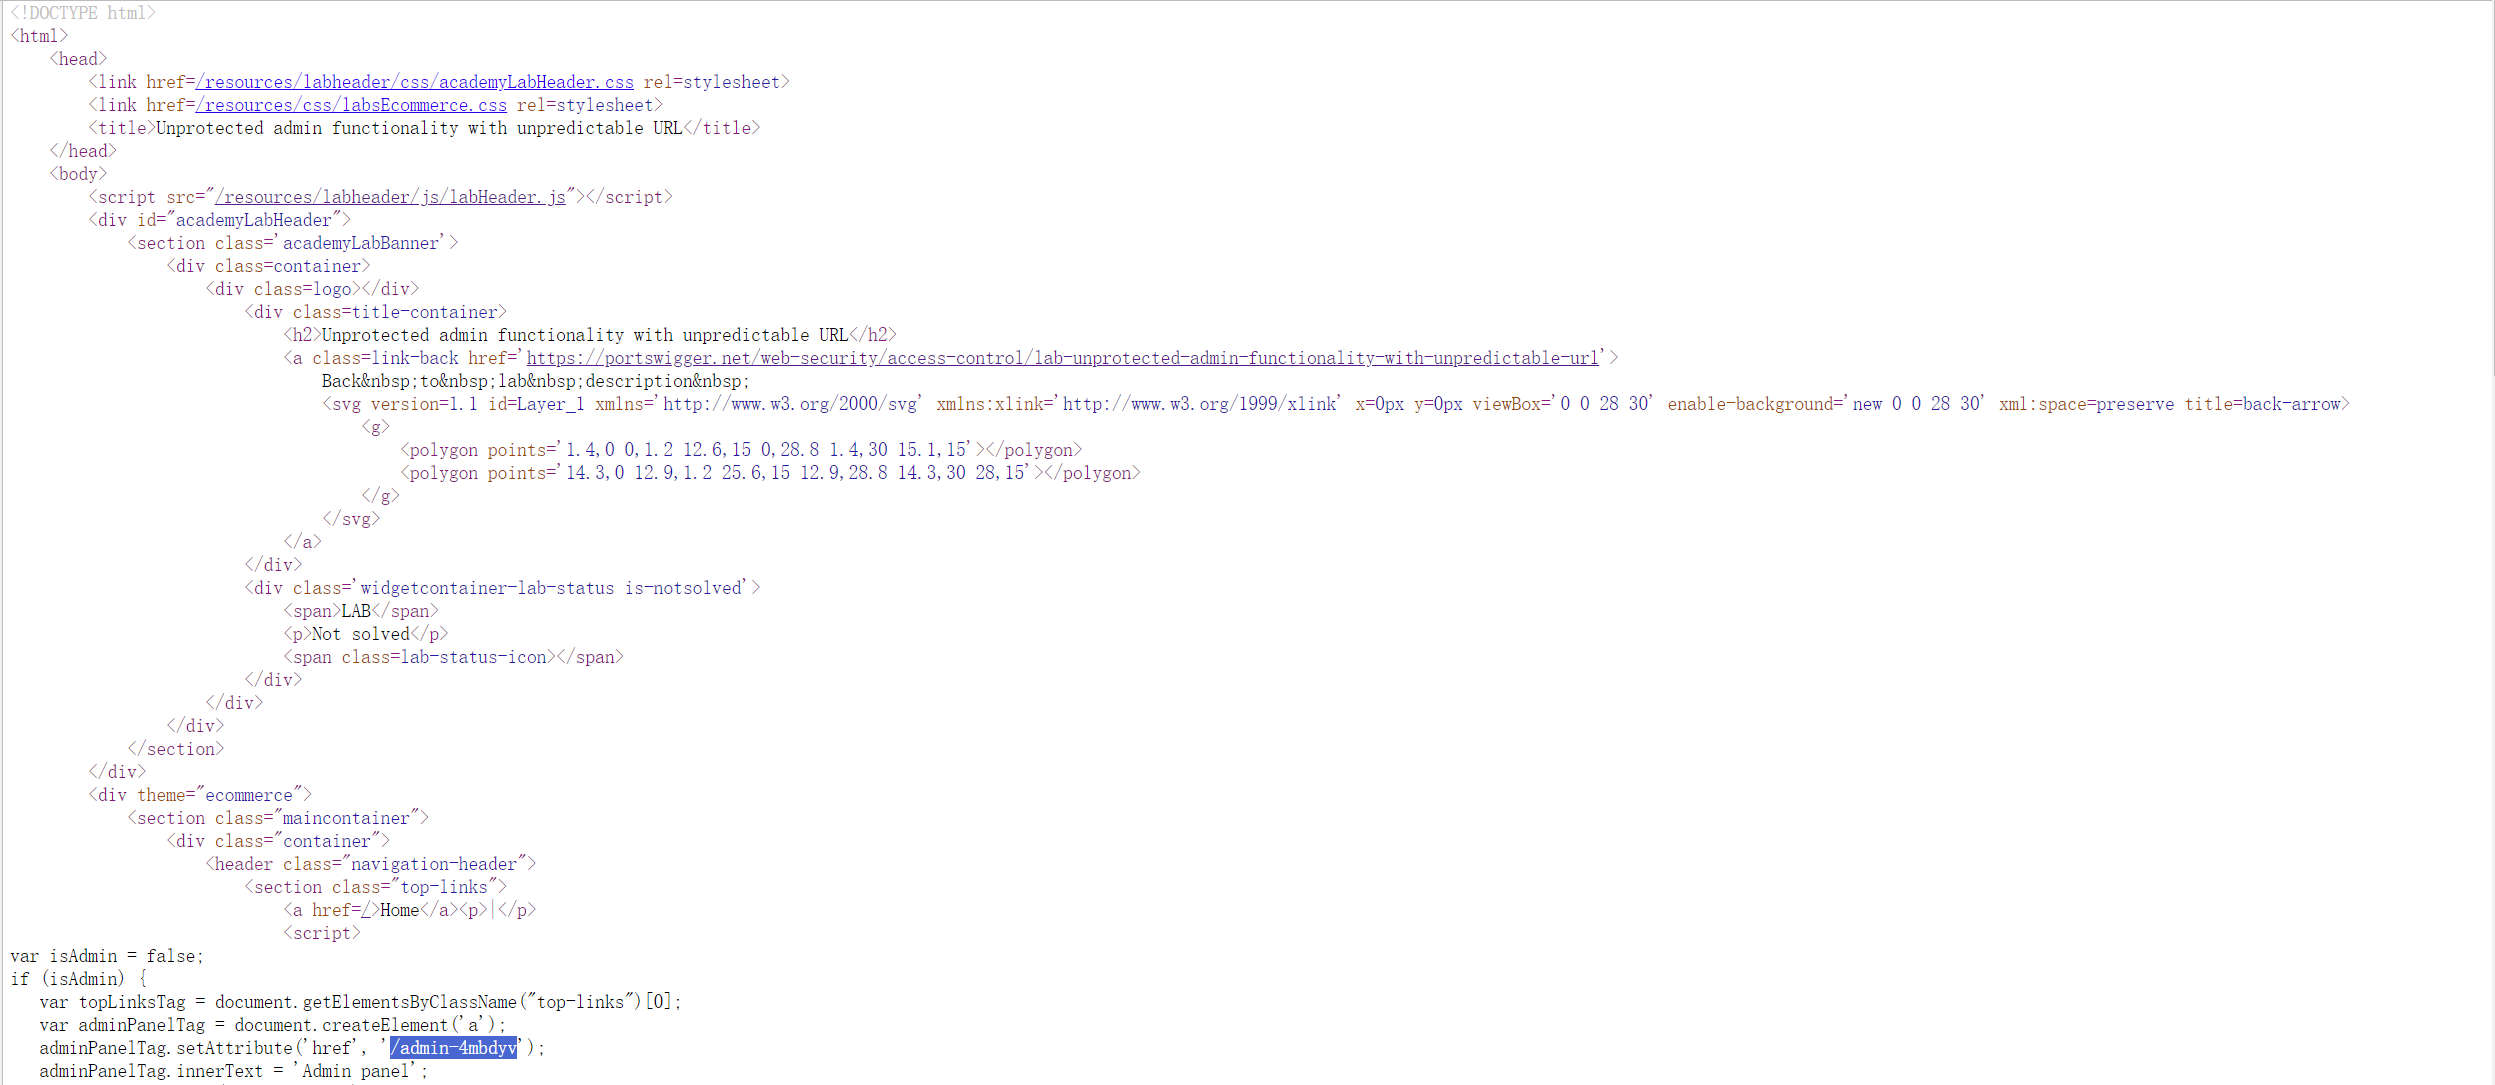 <!DOCTYPE html>
<html>
<head>
<link href=/resources/labheader/css/academyLabHeader.css rel=stylesheet>
<link href=/resources/css/labsEcommerce.css rel=stylesheet>
<title>Unprotected admin functionality with unpredictable URL</title>
</head>
<body>
<script src="/resources/labheader/js/labHeader.js"></script>
<div id="academyLabHeader">
<section class='academyLabBanner'>
<div class=container>
<div class=logo></div>
<div class=title-container>
<h2>Unprotected admin functionality with unpredictable URL</h2>
<a class=link-back href='https://portswigger.net/web-security/access-control/lab-unprotected-admin-functionality-with-unpredictable-url'>
Back&nbsp;to&nbsp;lab&nbsp;description&nbsp;
<svg version=1.1 id=Layer_1 xmlns='http://www.w3.org/2000/svg' xmlns:xlink='http://www.w3.org/1999/xlink' x=0px y=0px viewBox='0 0 28 30' enable-background='new 0 0 28 30' xml:space=preserve title=back-arrow>
<g>
<polygon points='1.4,0 0,1.2 12.6,15 0,28.8 1.4,30 15.1,15'></polygon>
<polygon points='14.3,0 12.9,1.2 25.6,15 12.9,28.8 14.3,30 28,15'></polygon>
</g>
</svg>
</a>
</div>
<div class='widgetcontainer-lab-status is-notsolved'>
<span>LAB</span>
<p>Not solved</p>
<span class=lab-status-icon></span>
</div>
</div>
</div>
</section>
</div>
<div theme="ecommerce">
<section class="maincontainer">
<div class="container">
<header class="navigation-header">
<section class="top-links">
<a href=/>Home</a><p>|</p>
<script>
var isAdmin = false;
if (isAdmin) {
var topLinksTag = document.getElementsByClassName("top-links")[0];
var adminPanelTag = document.createElement('a');
adminPanelTag.setAttribute('href', '/admin-4mbdyv');
adminPanelTag.innerText = 'Admin panel';